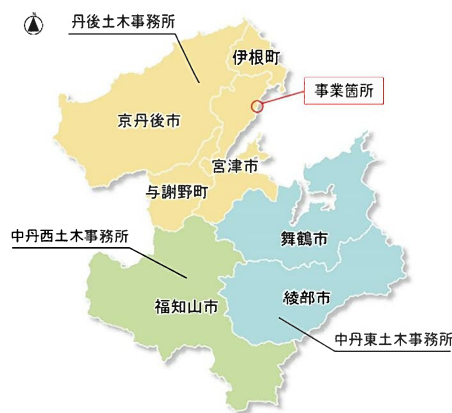 丹後土木事務所
伊根町
事業箇所
京丹後市
宮津市
与謝野町
中丹西土木事務所
舞鶴市
綾部市
福知山市
中丹東土木事務所